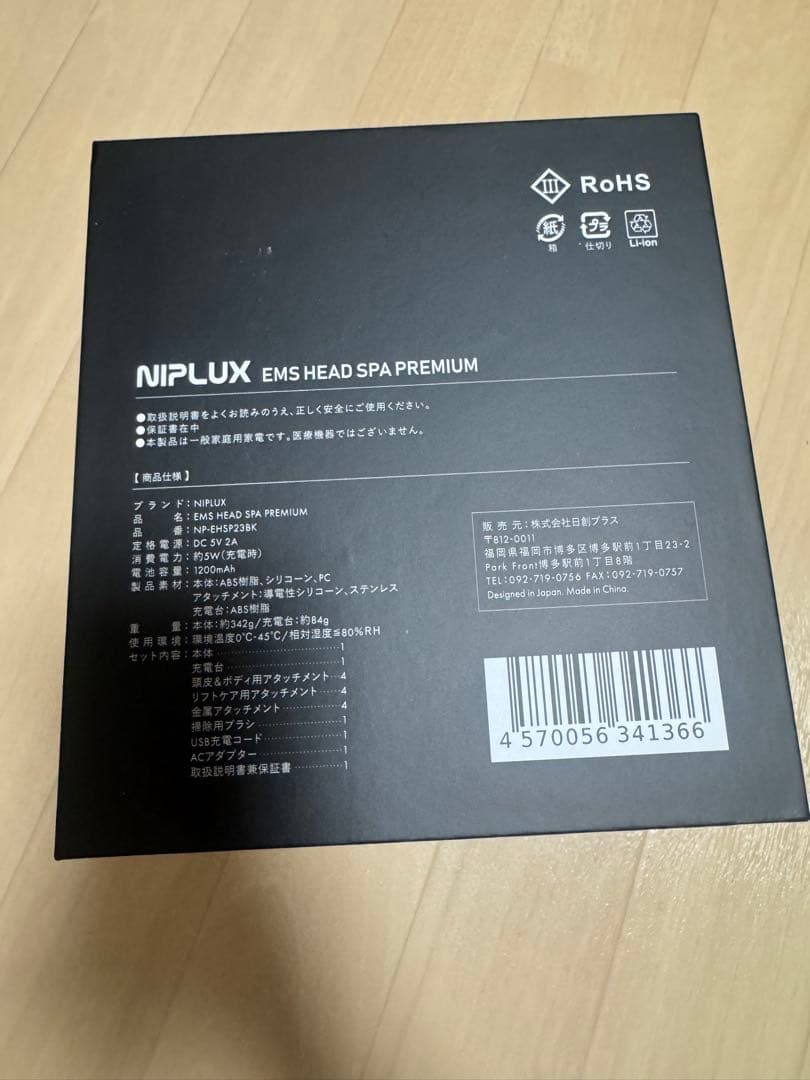 III RoHS
紙 プラ
箱 仕切り Li-ion
NIPLUX EMS HEAD SPA PREMIUM
●取扱説明書をよくお読みのうえ、正しく安全にご使用ください。
●保証書在中
●本製品は一般家庭用家電です。医療機器ではございません。
【商品仕様】
ブランド：NIPLUX
品名：EMS HEAD SPA PREMIUM
品番：NP-EHSP23BK
定格電源：DC 5V 2A
消費電力：約5W(充電時)
電池容量：1200mAh
製品素材：本体：ABS樹脂、シリコーン、PC
アタッチメント：導電性シリコーン、ステンレス
充電台：ABS樹脂
重量：本体：約342g/充電台：約84g
使用環境：環境温度0℃-45℃/相対湿度≦80%RH
セット内容：本体 1
充電台 1
頭皮&ボディ用アタッチメント 4
リフトケア用アタッチメント 4
金属アタッチメント 4
掃除用ブラシ 1
USB充電コード 1
ACアダプター 1
取扱説明書兼保証書 1
販売元：株式会社日創プラス
〒812-0011
福岡県福岡市博多区博多駅前1丁目23-2
Park Front博多駅前1丁目8階
TEL：092-719-0756 FAX：092-719-0757
Designed in Japan. Made in China.
4 570056 341366